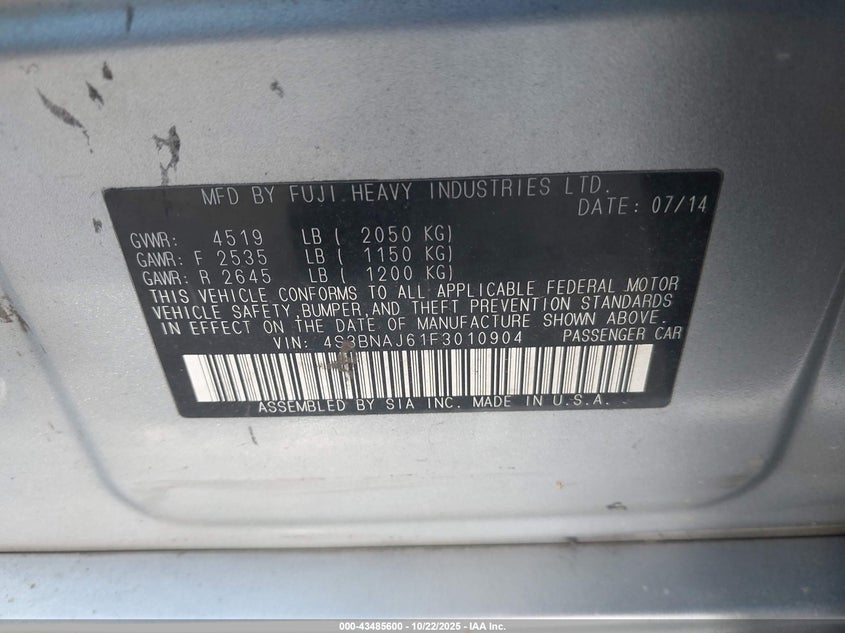 MFD BY FUJI HEAVY INDUSTRIES LTD.
DATE: 07/14
GVWR: 4519 LB ( 2050 KG)
GAWR: F 2535 LB ( 1150 KG)
GAWR: R 2645 LB ( 1200 KG)
THIS VEHICLE CONFORMS TO ALL APPLICABLE FEDERAL MOTOR
VEHICLE SAFETY,BUMPER,AND THEFT PREVENTION STANDARDS
IN EFFECT ON THE DATE OF MANUFACTURE SHOWN ABOVE.
VIN: 4S3BNAJ61F3010904 PASSENGER CAR
ASSEMBLED BY SIA INC. MADE IN U.S.A.
000-43485600 - 10/22/2025 - IAA Inc.